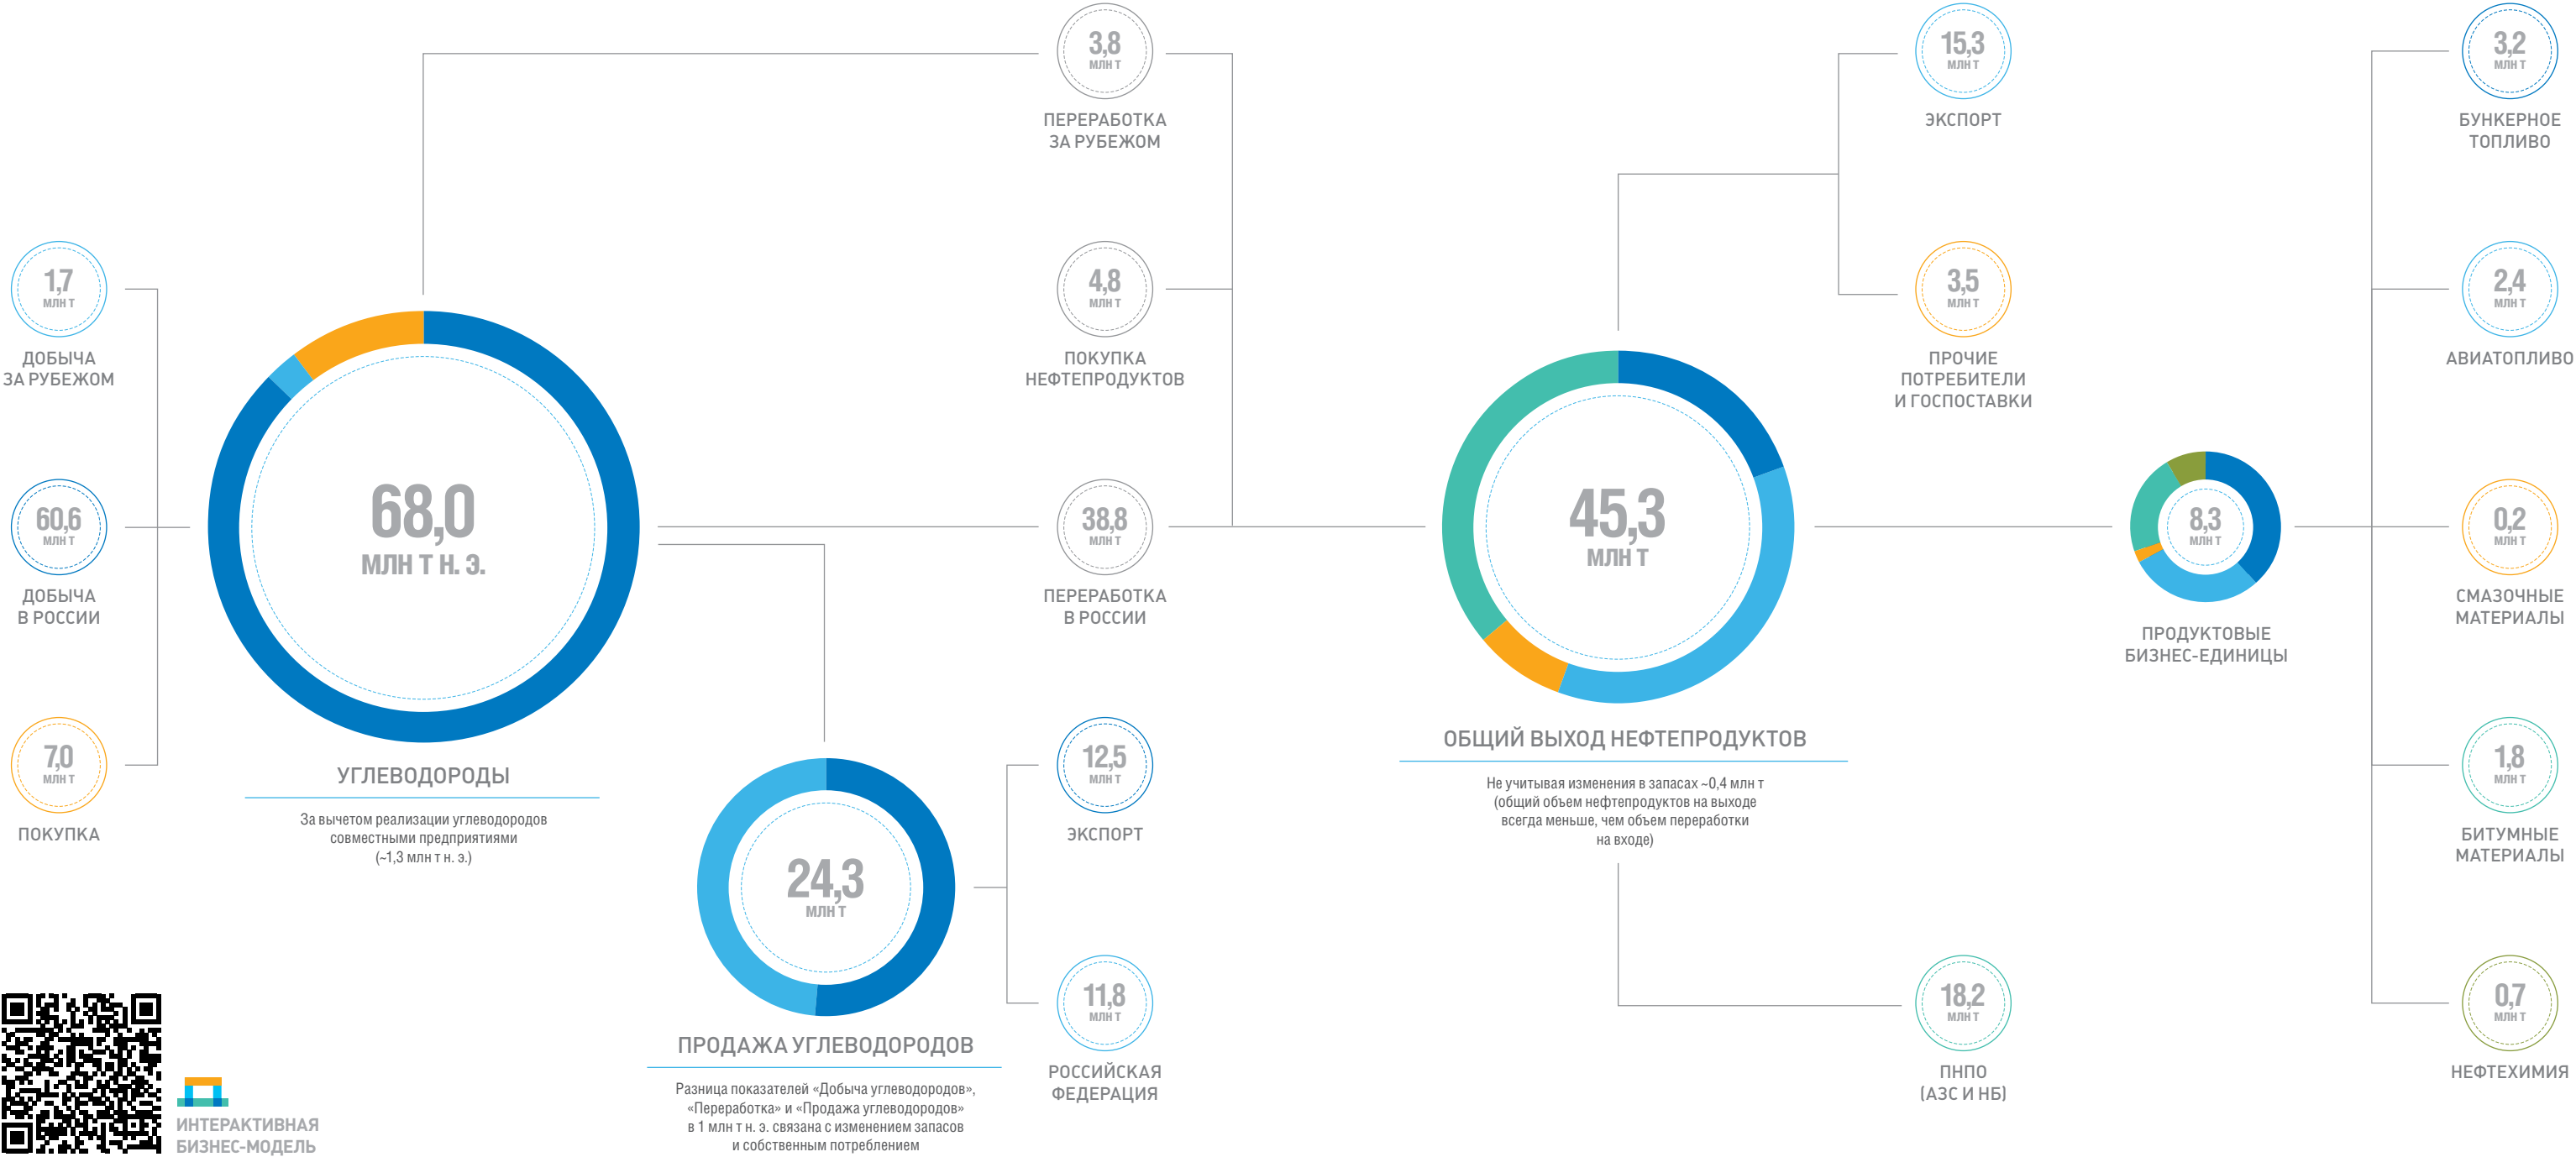 1,7
МЛН Т
ДОБЫЧА
ЗА РУБЕЖОМ
60,6
МЛН Т
ДОБЫЧА
В РОССИИ
7,0
МЛН Т
ПОКУПКА
68,0
МЛН Т Н. Э.
УГЛЕВОДОРОДЫ
За вычетом реализации углеводородов
совместными предприятиями
(~1,3 млн т н. э.)
24,3
МЛН Т
ПРОДАЖА УГЛЕВОДОРОДОВ
Разница показателей «Добыча углеводородов»,
«Переработка» и «Продажа углеводородов»
в 1 млн т н. э. связана с изменением запасов
и собственным потреблением
3,8
МЛН Т
ПЕРЕРАБОТКА
ЗА РУБЕЖОМ
4,8
МЛН Т
ПОКУПКА
НЕФТЕПРОДУКТОВ
38,8
МЛН Т
ПЕРЕРАБОТКА
В РОССИИ
12,5
МЛН Т
ЭКСПОРТ
11,8
МЛН Т
РОССИЙСКАЯ
ФЕДЕРАЦИЯ
45,3
МЛН Т
ОБЩИЙ ВЫХОД НЕФТЕПРОДУКТОВ
Не учитывая изменения в запасах ~0,4 млн т
(общий объем нефтепродуктов на выходе
всегда меньше, чем объем переработки
на входе)
15,3
МЛН Т
ЭКСПОРТ
3,5
МЛН Т
ПРОЧИЕ
ПОТРЕБИТЕЛИ
И ГОСПОСТАВКИ
18,2
МЛН Т
ПНПО
(АЗС И НБ)
8,3
МЛН Т
ПРОДУКТОВЫЕ
БИЗНЕС-ЕДИНИЦЫ
3,2
МЛН Т
БУНКЕРНОЕ
ТОПЛИВО
2,4
МЛН Т
АВИАТОПЛИВО
0,2
МЛН Т
СМАЗОЧНЫЕ
МАТЕРИАЛЫ
1,8
МЛН Т
БИТУМНЫЕ
МАТЕРИАЛЫ
0,7
МЛН Т
НЕФТЕХИМИЯ
ИНТЕРАКТИВНАЯ
БИЗНЕС-МОДЕЛЬ